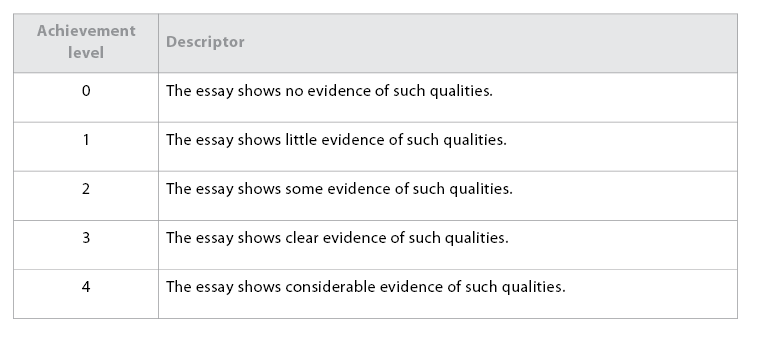 Achievement
level
Descriptor
0 The essay shows no evidence of such qualities.
1 The essay shows little evidence of such qualities.
2 The essay shows some evidence of such qualities.
3 The essay shows clear evidence of such qualities.
4 The essay shows considerable evidence of such qualities.